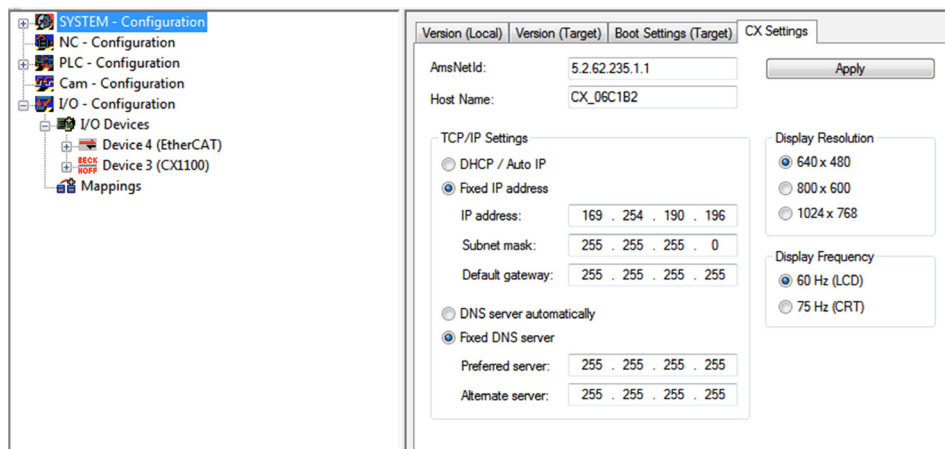 SYSTEM - Configuration
NC - Configuration
PLC - Configuration
Cam - Configuration
I/O - Configuration
I/O Devices
Device 4 (EtherCAT)
BECK
HOFF
Device 3 (CX1100)
Mappings
Version (Local) Version (Target) Boot Settings (Target) CX Settings
AmsNetId: 5.2.62.235.1.1 Apply
Host Name: CX_06C1B2
TCP/IP Settings
DHCP / Auto IP
Fixed IP address
IP address: 169 . 254 . 190 . 196
Subnet mask: 255 . 255 . 255 . 0
Default gateway: 255 . 255 . 255 . 255
DNS server automatically
Fixed DNS server
Preferred server: 255 . 255 . 255 . 255
Alternate server: 255 . 255 . 255 . 255
Display Resolution
640 x 480
800 x 600
1024 x 768
Display Frequency
60 Hz (LCD)
75 Hz (CRT)